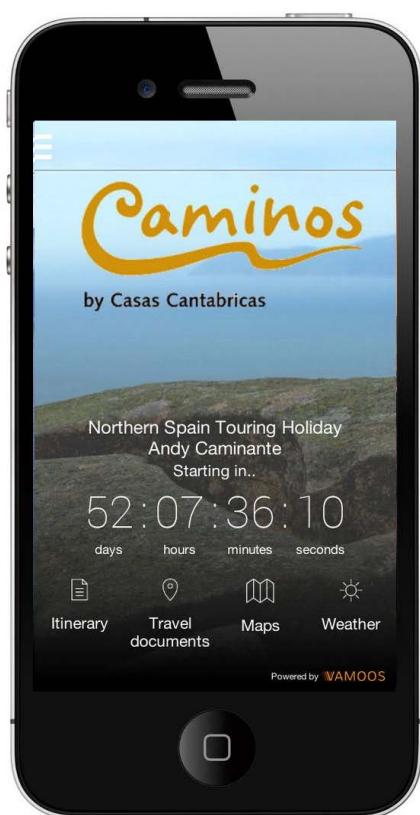 Caminos
by Casas Cantabricas
Northern Spain Touring Holiday
Andy Caminante
Starting in..
52:07:36:10
days hours minutes seconds
Itinerary Travel documents Maps Weather
Powered by VAMOOS